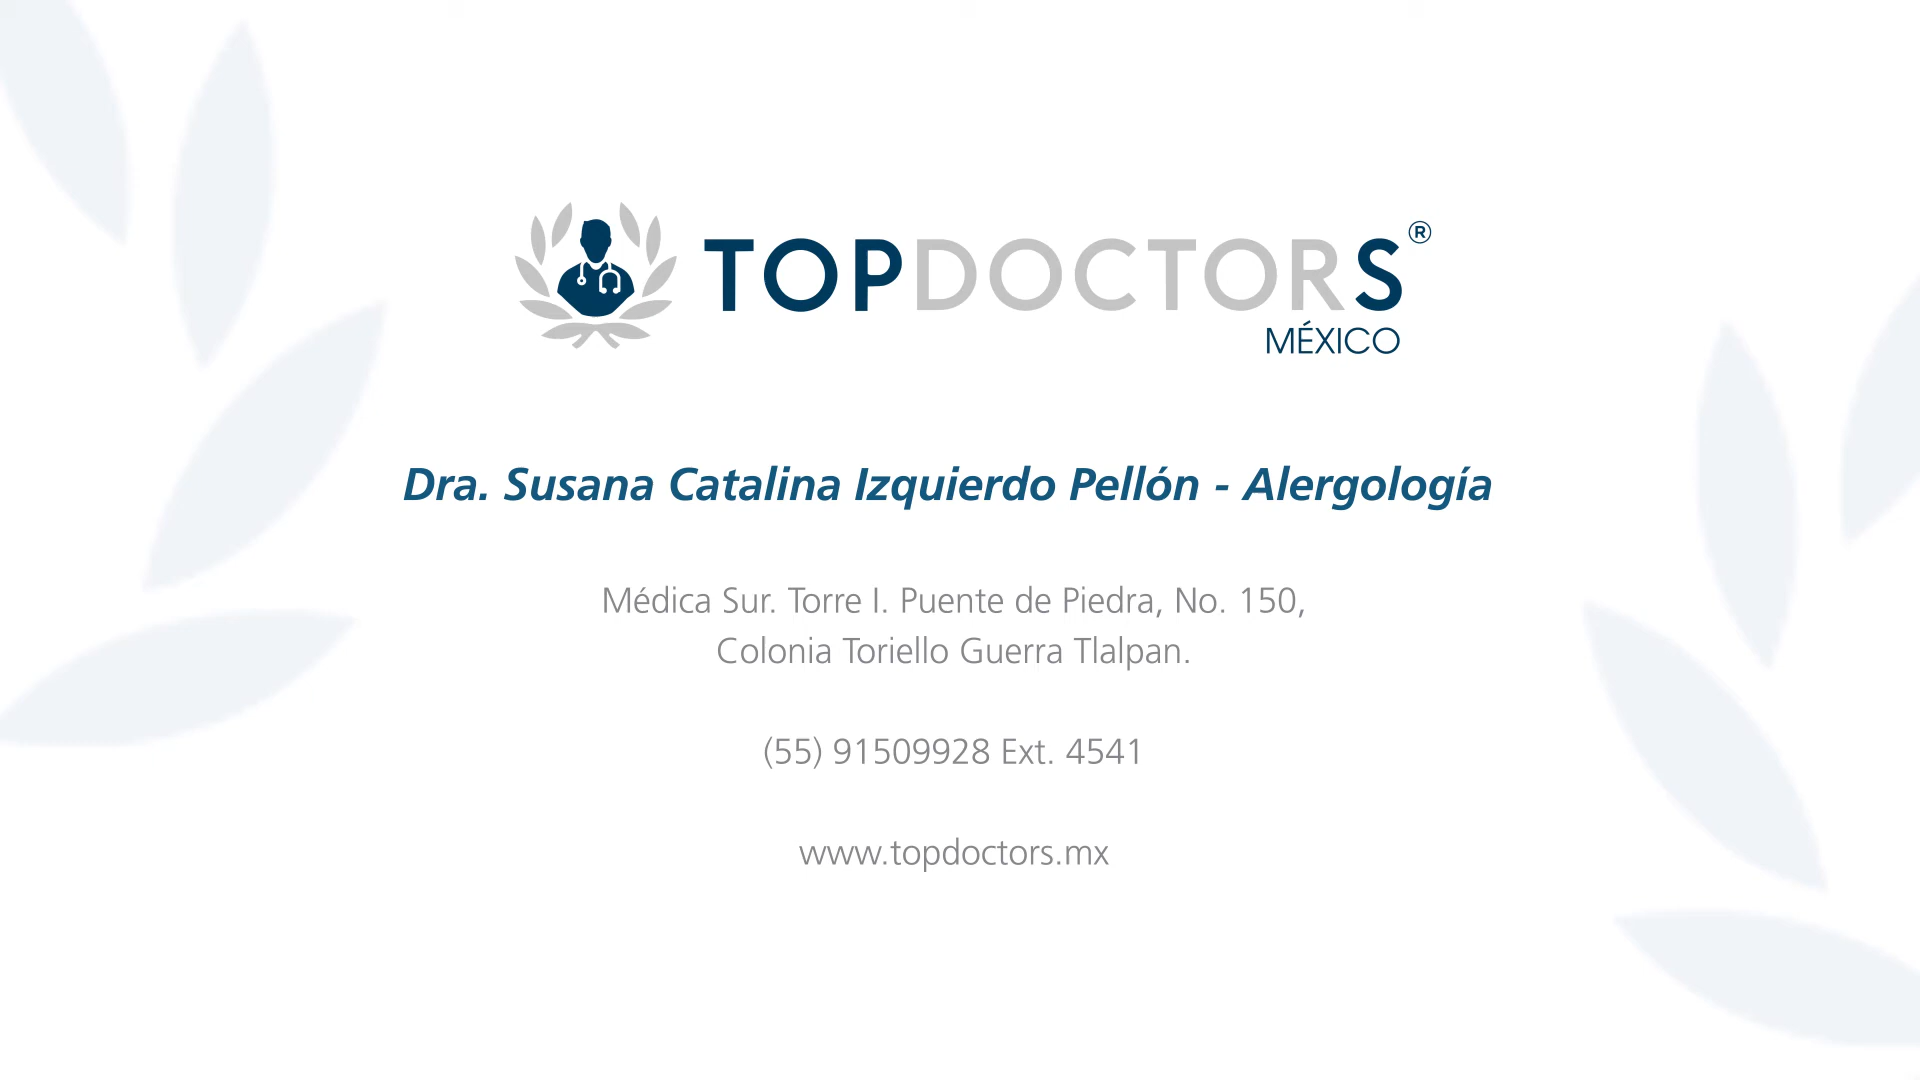 TOPDOCTORS®
MÉXICO
Dra. Susana Catalina Izquierdo Pellón - Alergología
Médica Sur. Torre I. Puente de Piedra, No. 150,
Colonia Toriello Guerra Tlalpan.
(55) 91509928 Ext. 4541
www.topdoctors.mx